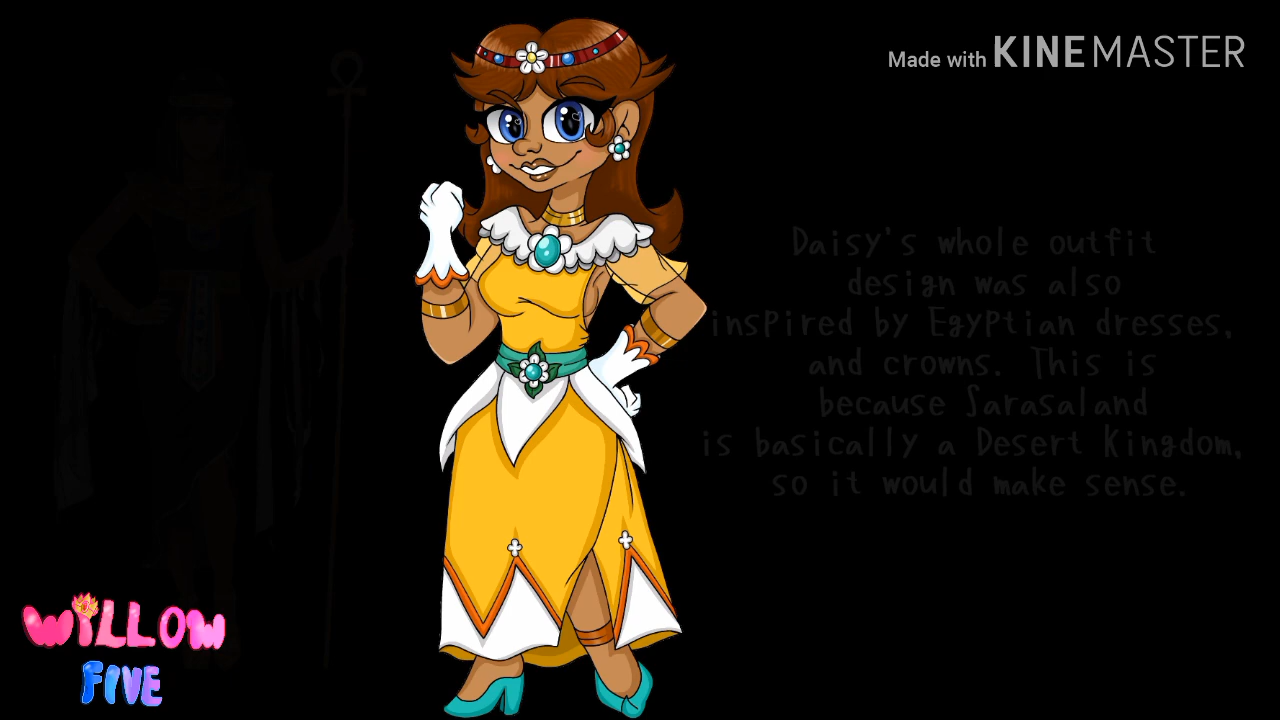 Made with KINEMASTER
Daisy's whole outfit
design was also
inspired by Egyptian dresses,
and crowns. This is
because Sarasaland
is basically a Desert Kingdom,
so it would make sense.
WiLLOW
FIVE